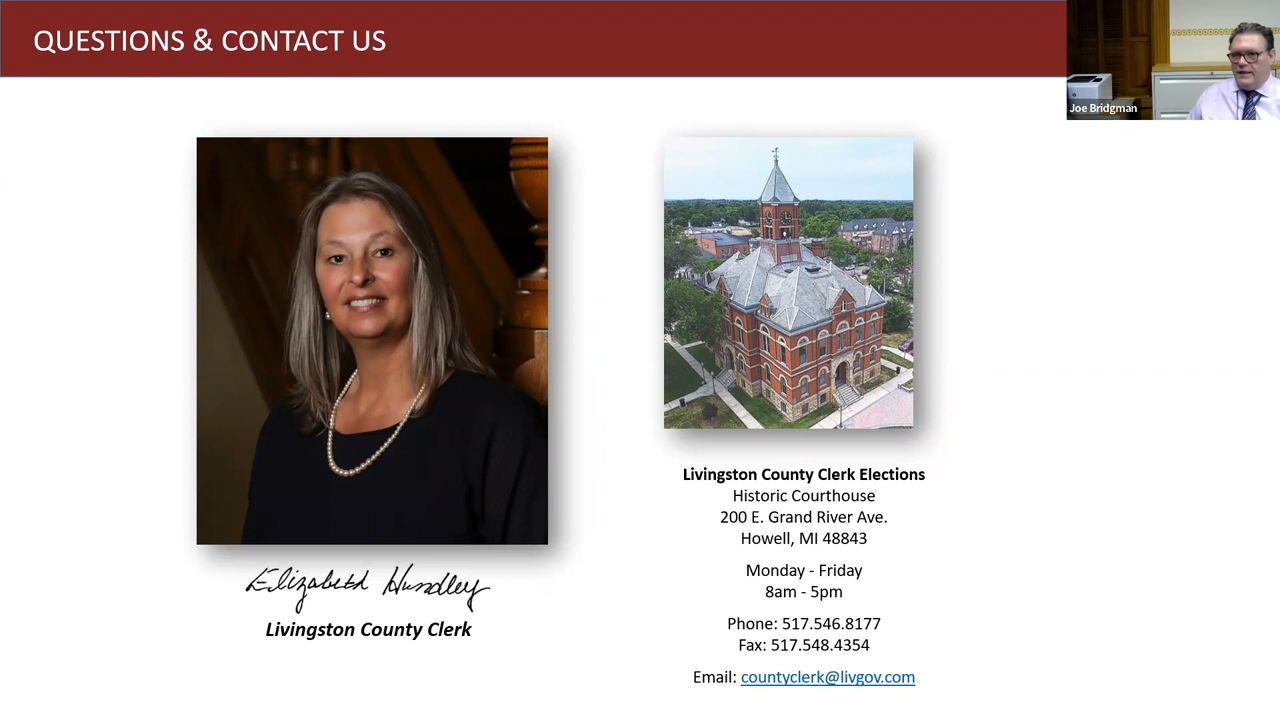 QUESTIONS & CONTACT US
Joe Bridgman
Elizabeth Hundley
Livingston County Clerk
Livingston County Clerk Elections
Historic Courthouse
200 E. Grand River Ave.
Howell, MI 48843
Monday - Friday
8am - 5pm
Phone: 517.546.8177
Fax: 517.548.4354
Email: countyclerk@livgov.com